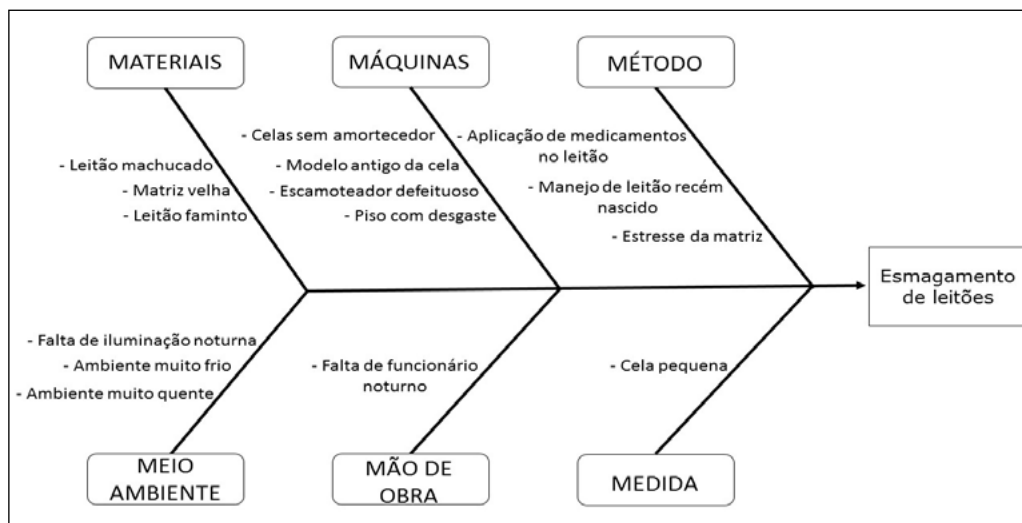 MATERIAIS
MÁQUINAS
MÉTODO
- Leitão machucado
- Matriz velha
- Leitão faminto
- Celas sem amortecedor
- Modelo antigo da cela
- Escamoteador defeituoso
- Piso com desgaste
- Aplicação de medicamentos
no leitão
- Manejo de leitão recém
nascido
- Estresse da matriz
Esmagamento
de leitões
- Falta de iluminação noturna
- Ambiente muito frio
- Ambiente muito quente
- Falta de funcionário
noturno
- Cela pequena
MEIO
AMBIENTE
MÃO DE
OBRA
MEDIDA